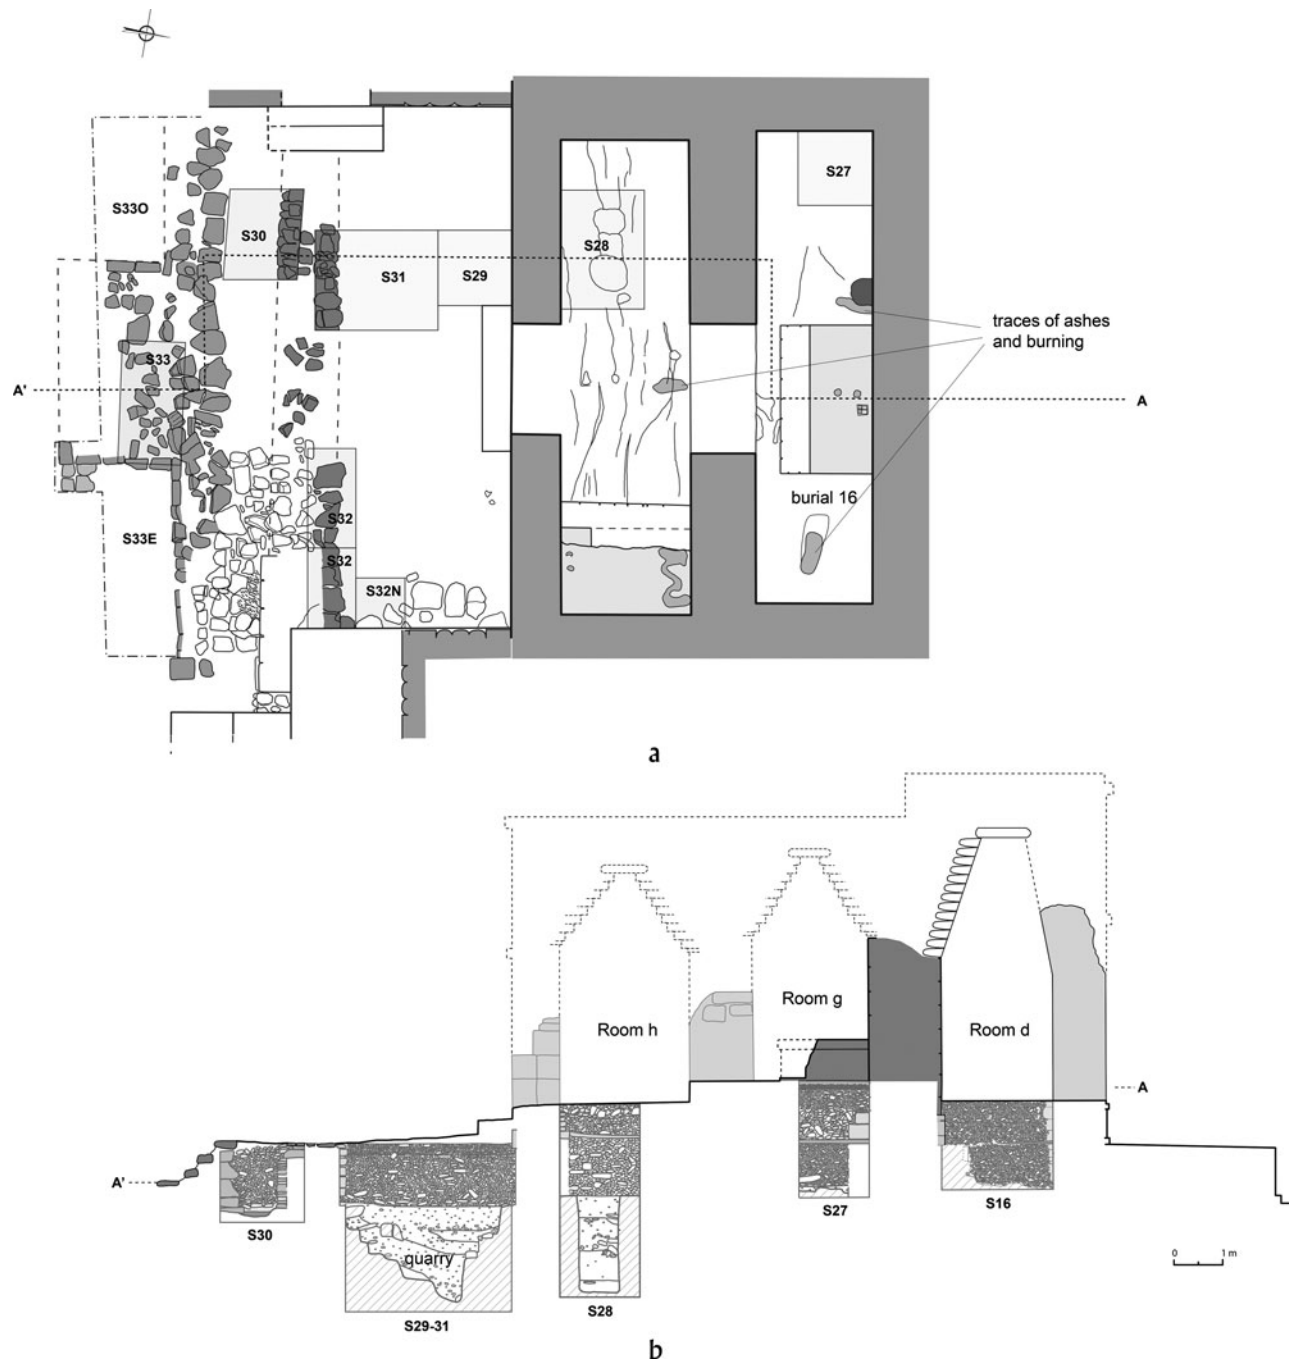 S33O
S30
S31
S29
S28
S27
traces of ashes
and burning
S33
A'
A
burial 16
S33E
S32
S32
S32N
a
Room h
Room g
Room d
A
A'
S30
quarry
S29-31
S28
S27
S16
0 1 m
b